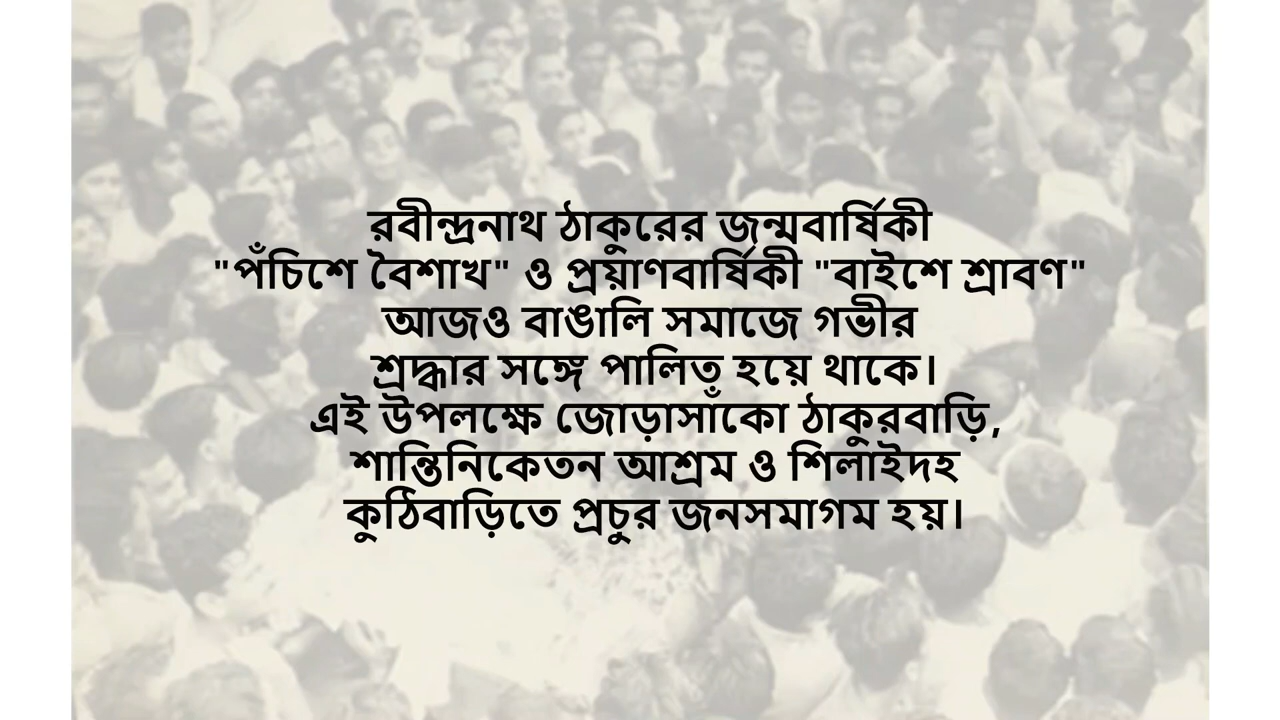 রবীন্দ্রনাথ ঠাকুরের জন্মবার্ষিকী
"পঁচিশে বৈশাখ" ও প্রয়াণবার্ষিকী "বাইশে শ্রাবণ"
আজও বাঙালি সমাজে গভীর
শ্রদ্ধার সঙ্গে পালিত হয়ে থাকে।
এই উপলক্ষে জোড়াসাঁকো ঠাকুরবাড়ি,
শান্তিনিকেতন আশ্রম ও শিলাইদহ
কুঠিবাড়িতে প্রচুর জনসমাগম হয়।